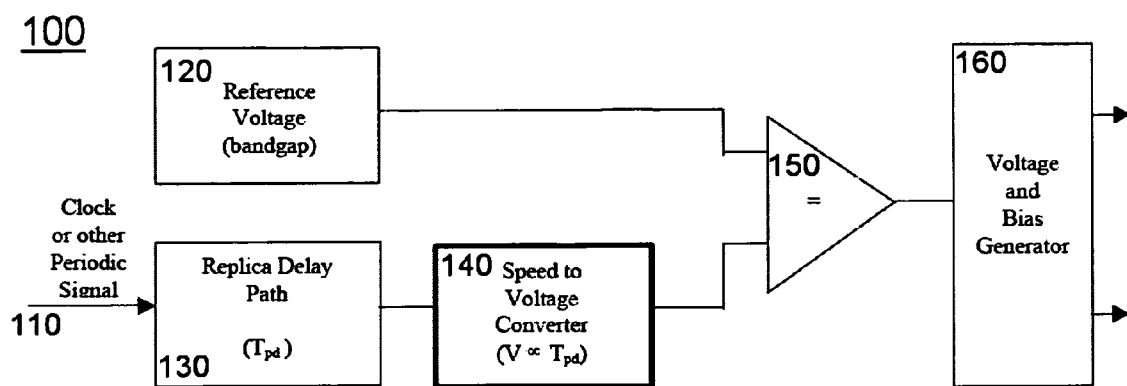 100
120
Reference
Voltage
(bandgap)
Clock
or other
Periodic
Signal
110
Replica Delay
Path
(Tpd)
130
140
Speed to
Voltage
Converter
(V ∝ Tpd)
150
=
160
Voltage
and
Bias
Generator